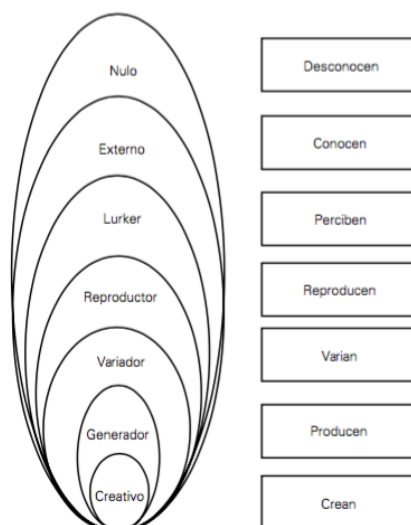 Nulo
Desconocen
Externo
Conocen
Lurker
Perciben
Reproductor
Reproducen
Variador
Varian
Generador
Producen
Creativo
Crean